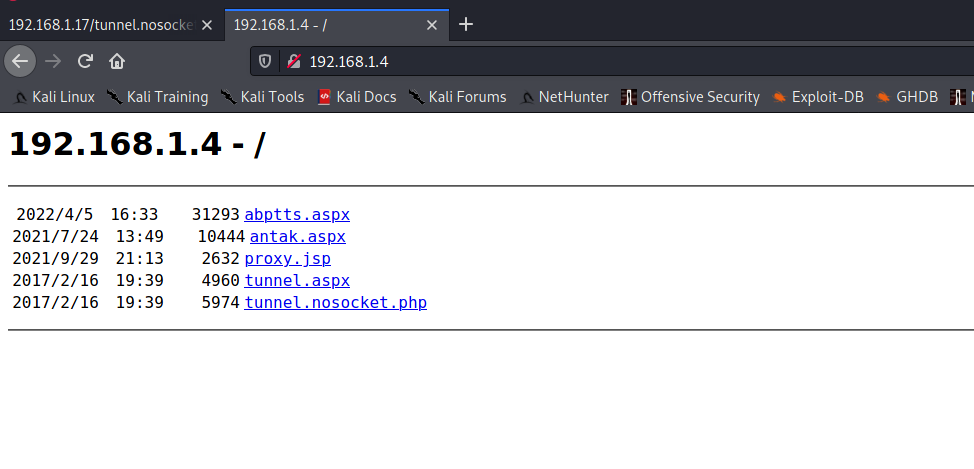 192.168.1.17/tunnel.nosocke
192.168.1.4 - /
192.168.1.4
Kali Linux Kali Training Kali Tools Kali Docs Kali Forums NetHunter Offensive Security Exploit-DB GHDB
192.168.1.4 - /
2022/4/5 16:33 31293 abptts.aspx
2021/7/24 13:49 10444 antak.aspx
2021/9/29 21:13 2632 proxy.jsp
2017/2/16 19:39 4960 tunnel.aspx
2017/2/16 19:39 5974 tunnel.nosocket.php